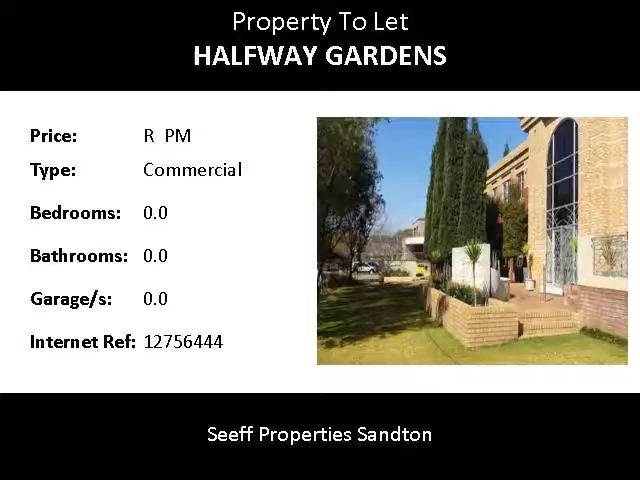 Property To Let
HALFWAY GARDENS
Price: R PM
Type: Commercial
Bedrooms: 0.0
Bathrooms: 0.0
Garage/s: 0.0
Internet Ref: 12756444
Seeff Properties Sandton